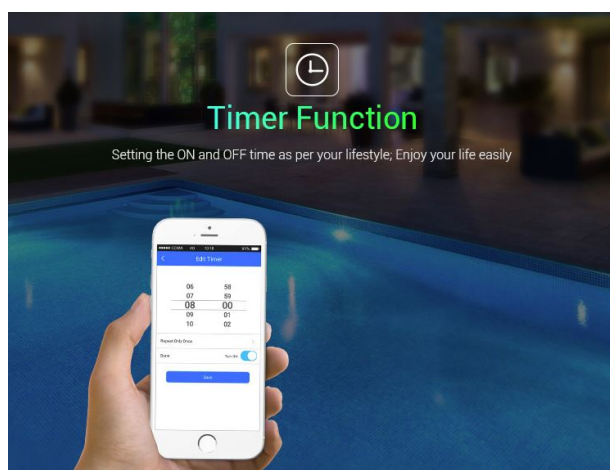 Timer Function
Setting the ON and OFF time as per your lifestyle; Enjoy your life easily
Edit Timer
06 58
07 59
08 00
09 01
10 02
Repeat Only Once
Save